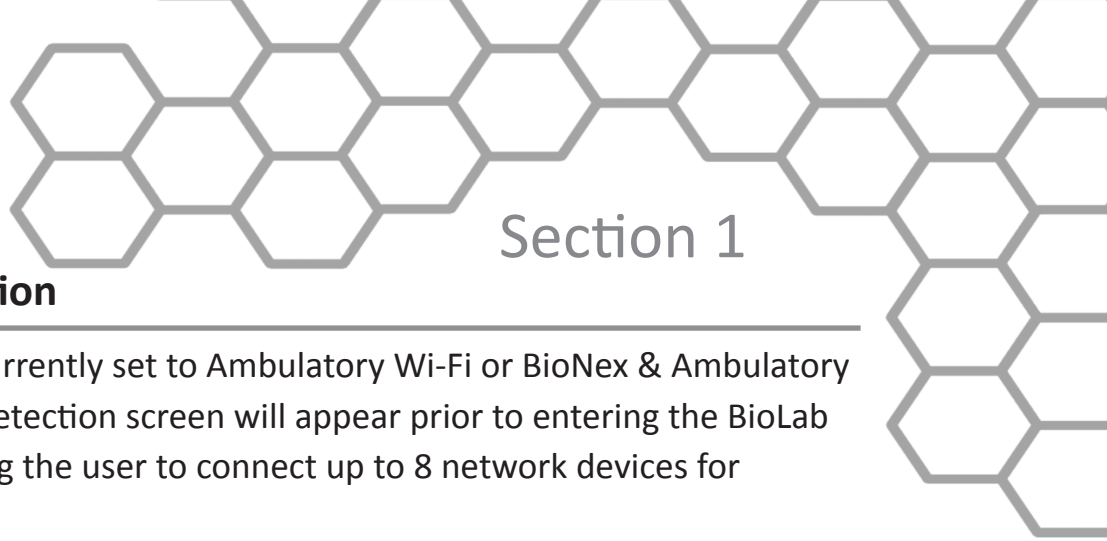 Section 1
ion
rrently set to Ambulatory Wi-Fi or BioNex & Ambulatory
etection screen will appear prior to entering the BioLab
g the user to connect up to 8 network devices for